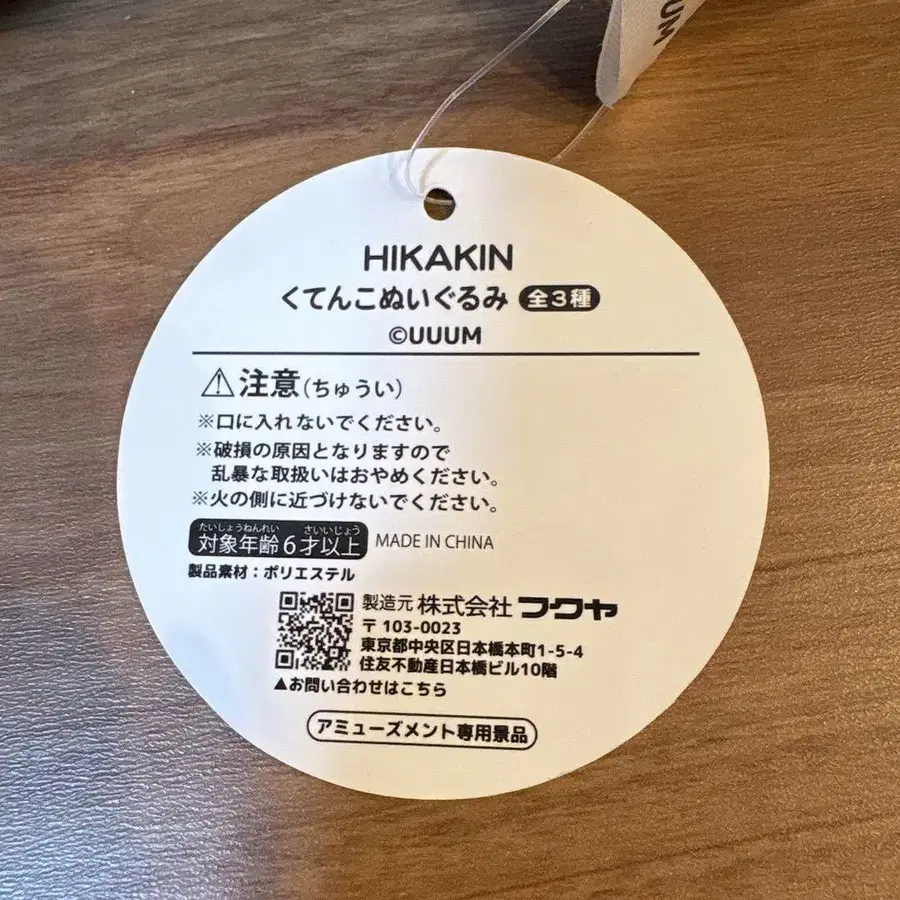 UUUM
HIKAKIN
くてんこぬいぐるみ 全3種
©UUUM
⚠注意(ちゅうい)
※口に入れないでください。
※破損の原因となりますので
乱暴な取扱いはおやめください。
※火の側に近づけないでください。
たいしょうねんれい さいいじょう
対象年齢6才以上 MADE IN CHINA
製品素材：ポリエステル
製造元 株式会社 フクヤ
〒103-0023
東京都中央区日本橋本町1-5-4
住友不動産日本橋ビル10階
▲お問い合わせはこちら
アミューズメント専用景品